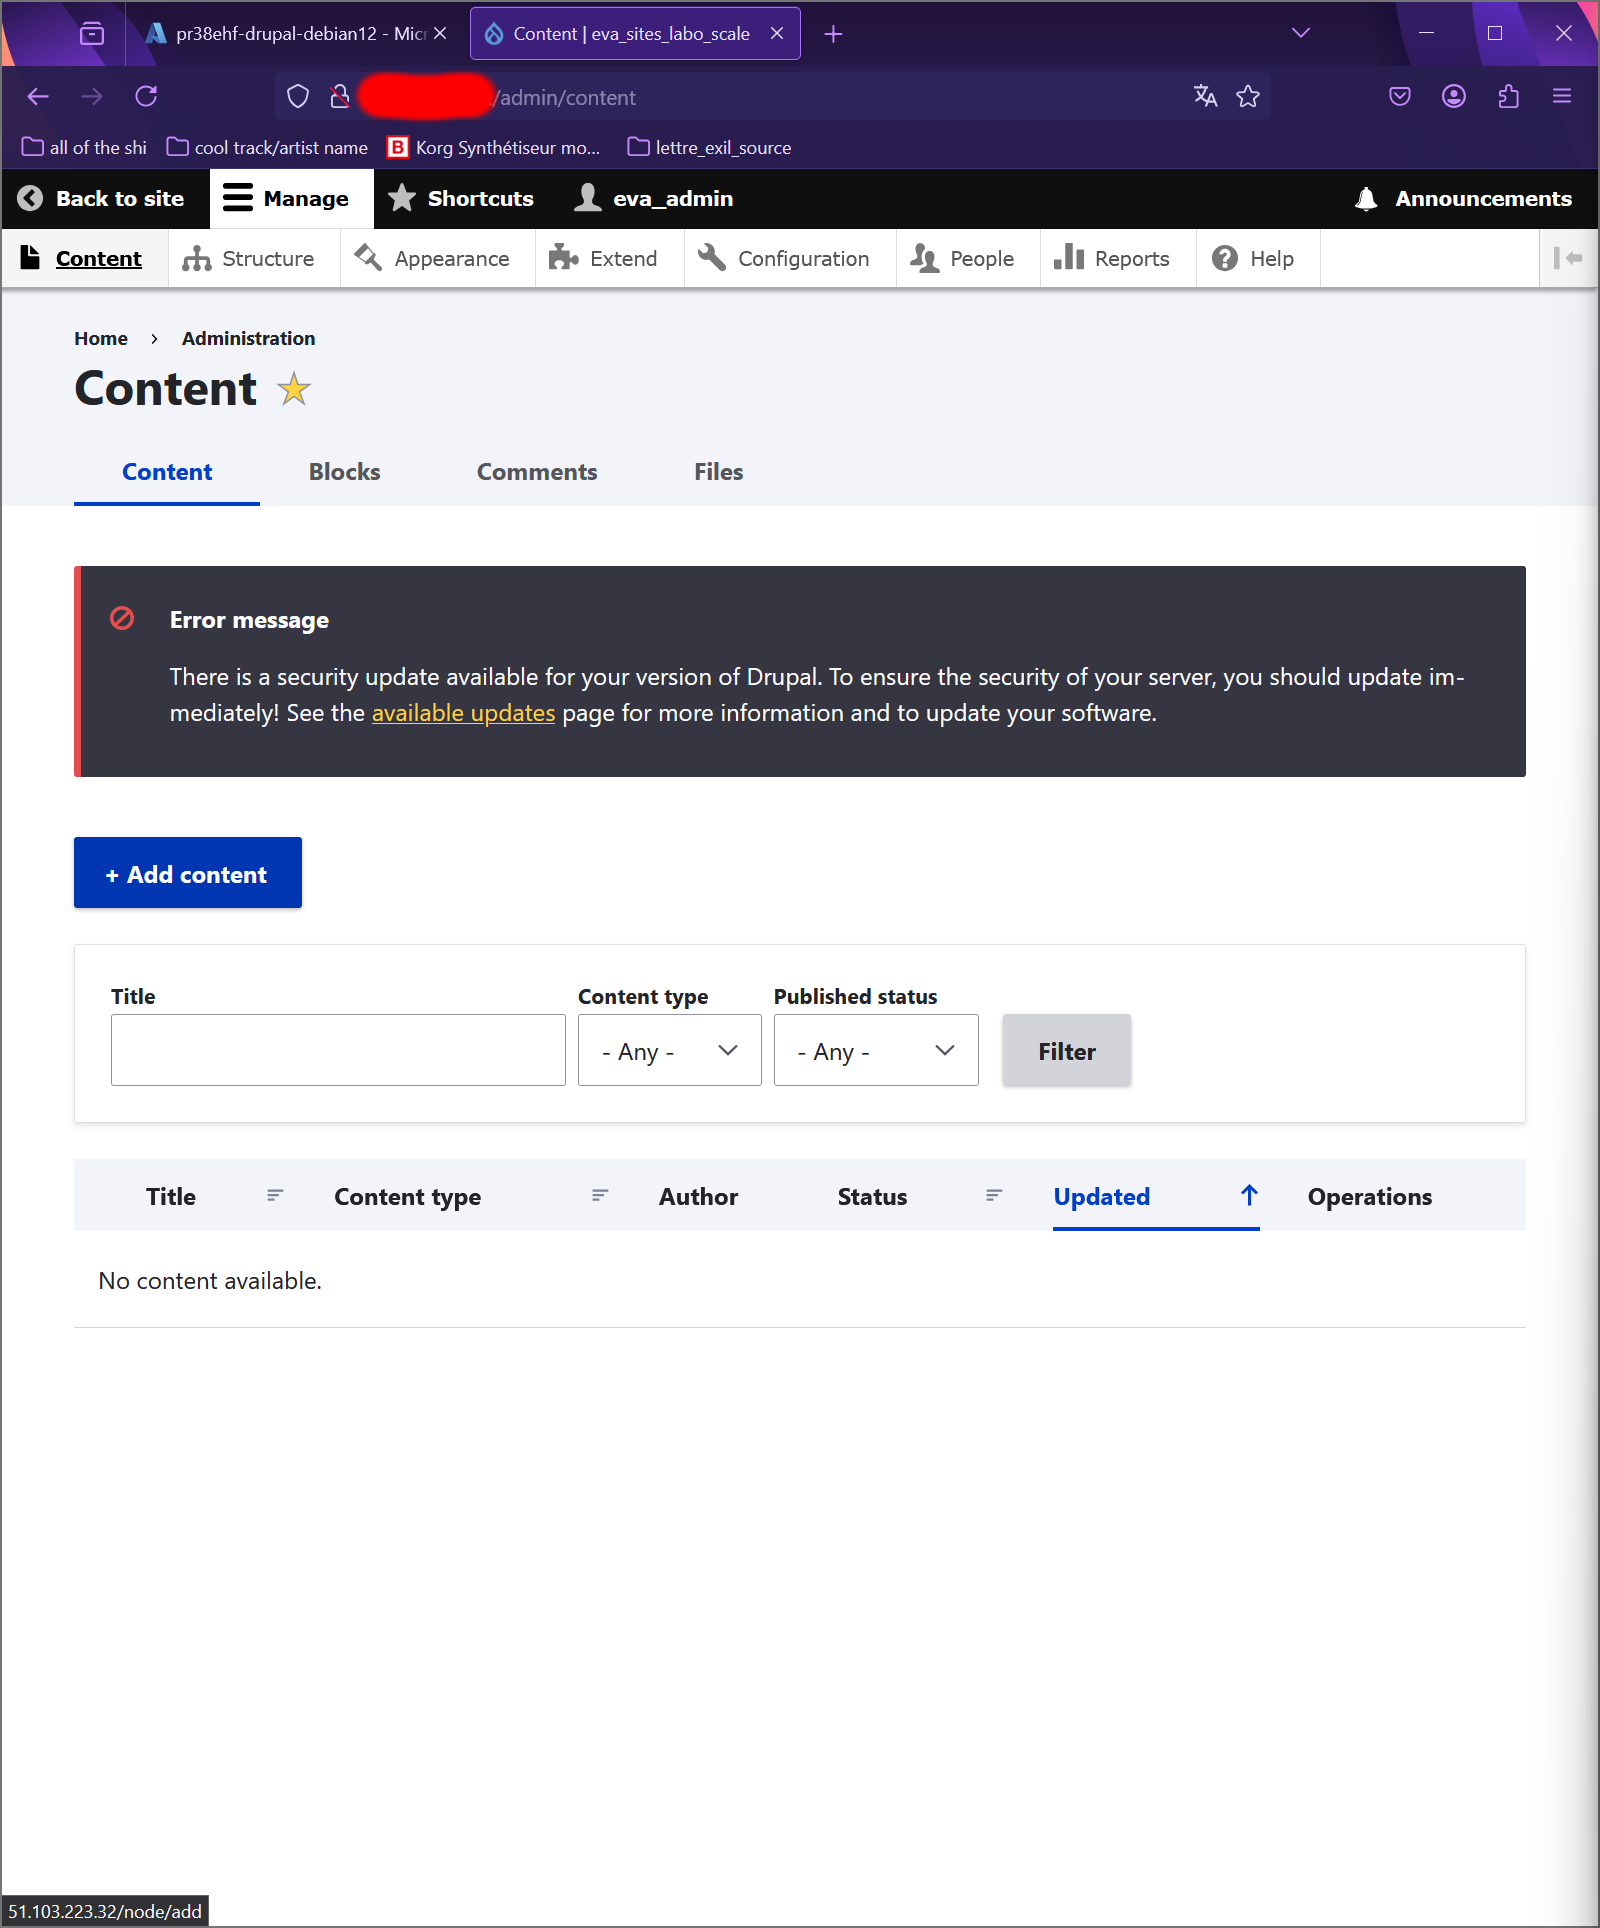 pr38ehf-drupal-debian12 - Micr
Content | eva_sites_labo_scale
/admin/content
all of the shi
cool track/artist name
B
Korg Synthétiseur mo...
lettre_exil_source
Back to site
Manage
Shortcuts
eva_admin
Announcements
Content
Structure
Appearance
Extend
Configuration
People
Reports
Help
Home
Administration
Content
Content
Blocks
Comments
Files
Error message
There is a security update available for your version of Drupal. To ensure the security of your server, you should update im-
mediately! See the available updates page for more information and to update your software.
+ Add content
Title
Content type
Published status
- Any -
- Any -
Filter
Title
Content type
Author
Status
Updated
Operations
No content available.
51.103.223.32/node/add